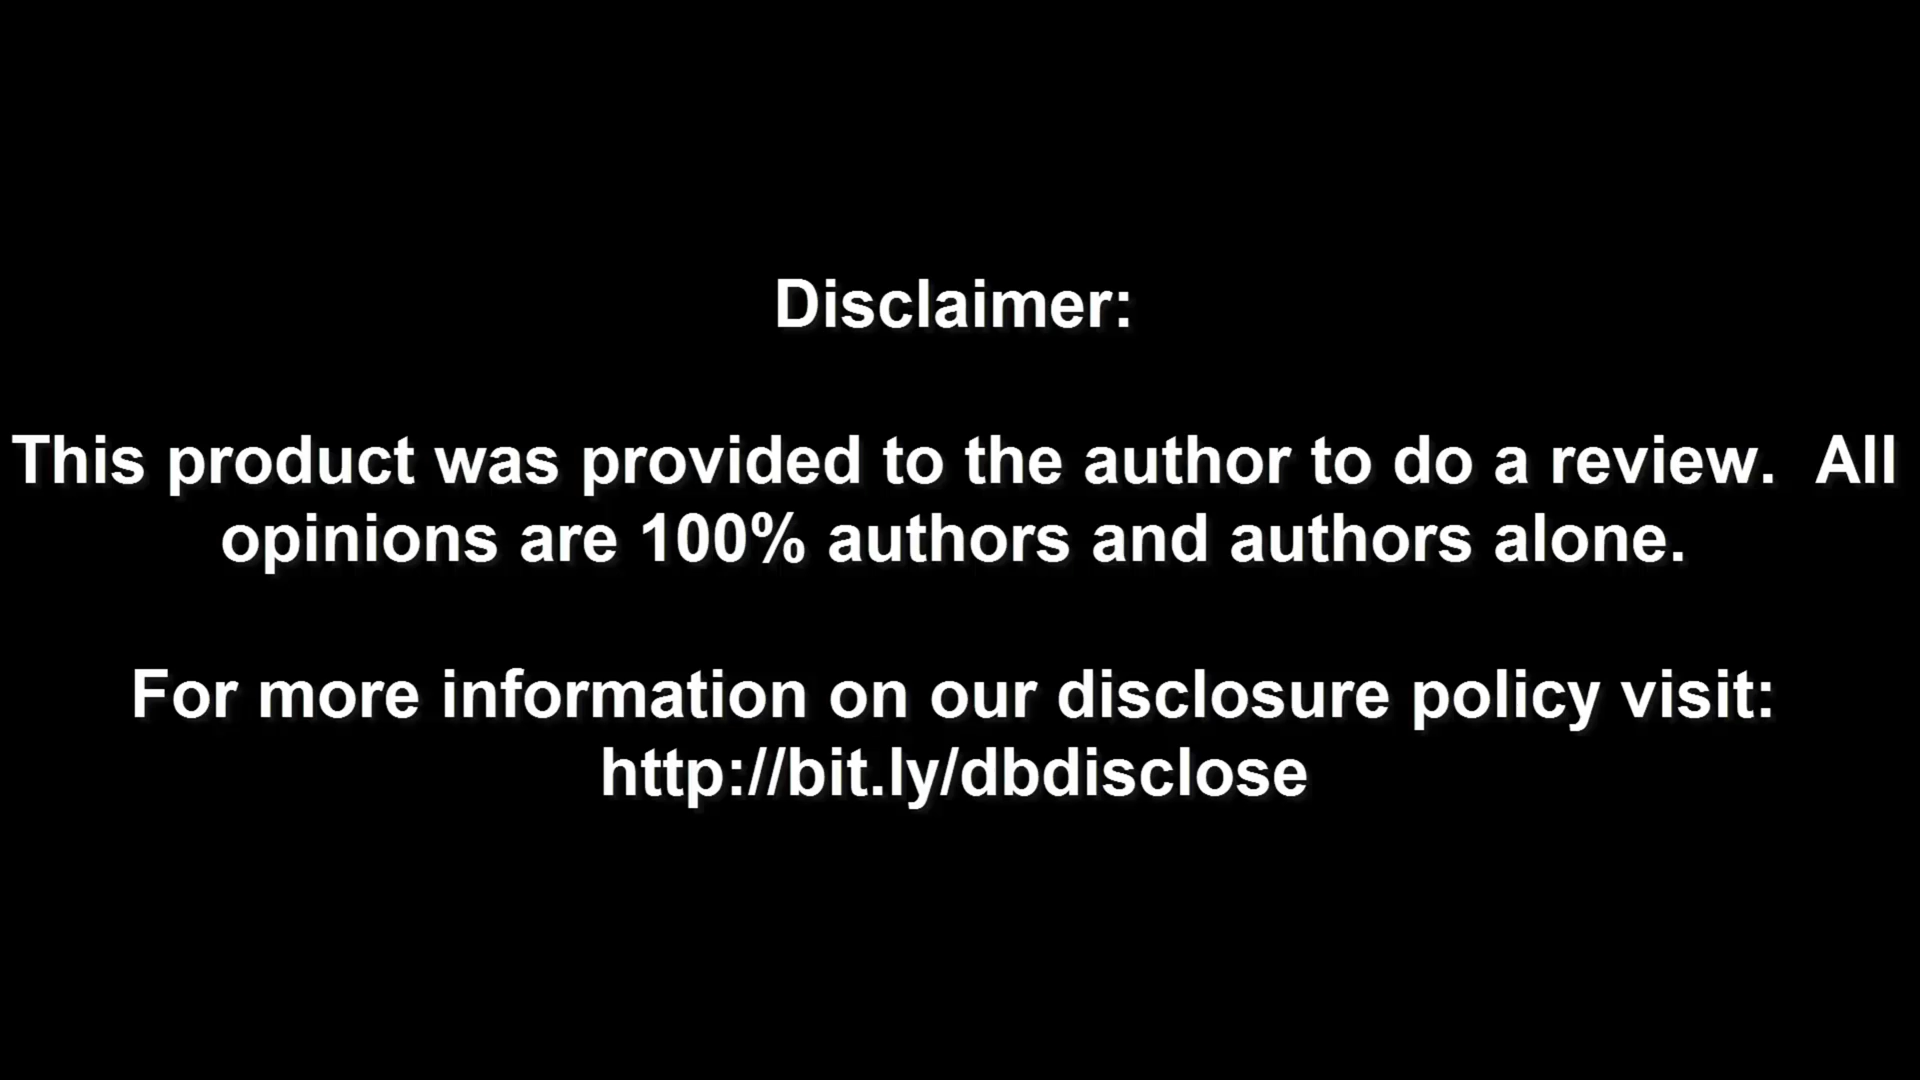 Disclaimer:
This product was provided to the author to do a review.  All
opinions are 100% authors and authors alone.
For more information on our disclosure policy visit:
http://bit.ly/dbdisclose